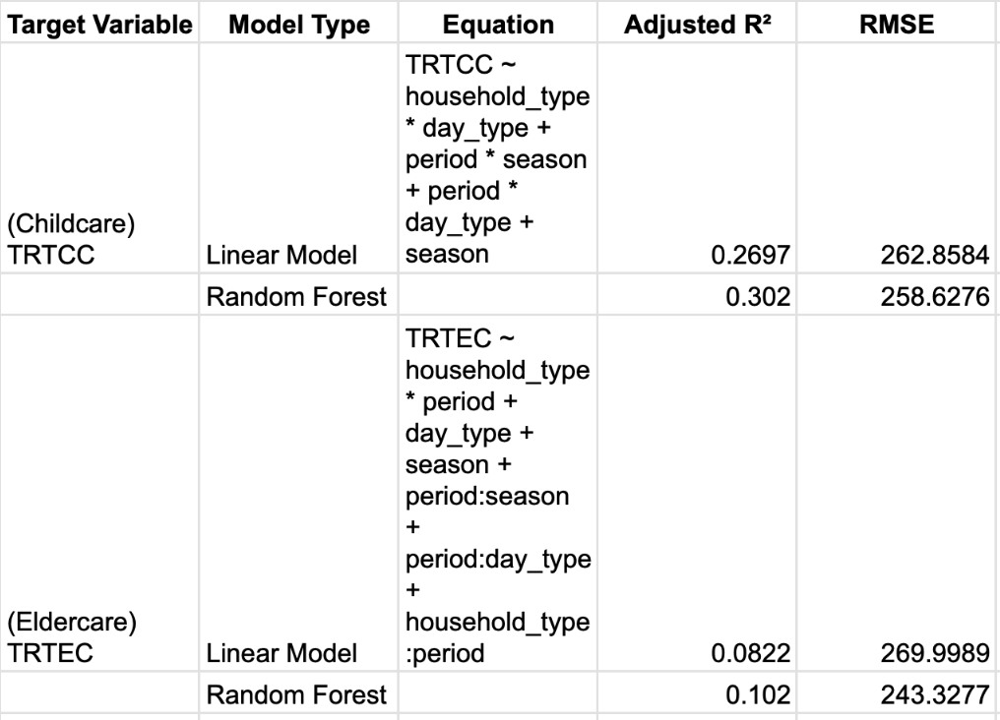 Target Variable Model Type Equation Adjusted R² RMSE
TRTCC ~
household_type
* day_type +
period * season
+ period *
day_type +
season
(Childcare)
TRTCC
Linear Model
0.2697
262.8584
Random Forest
0.302
258.6276
TRTEC ~
household_type
* period +
day_type +
season +
period:season
+
period:day_type
+
household_type
:period
(Eldercare)
TRTEC
Linear Model
0.0822
269.9989
Random Forest
0.102
243.3277